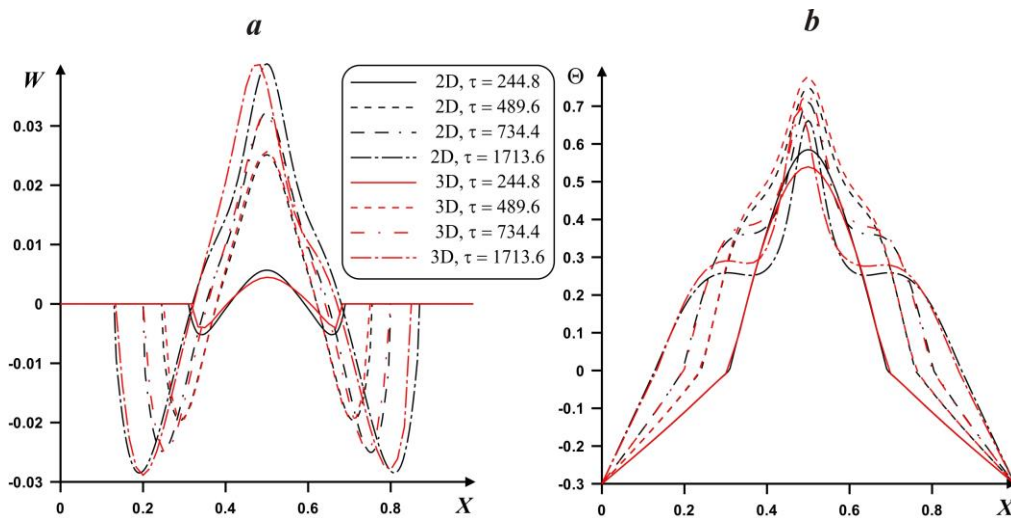 a
b
W
0.03
0.02
0.01
0
-0.01
-0.02
-0.03
0
0.2
0.4
0.6
0.8
X
2D, τ = 244.8
2D, τ = 489.6
2D, τ = 734.4
2D, τ = 1713.6
3D, τ = 244.8
3D, τ = 489.6
3D, τ = 734.4
3D, τ = 1713.6
Θ
0.7
0.6
0.5
0.4
0.3
0.2
0
-0.1
-0.2
-0.3
0
0.2
0.4
0.6
0.8
X